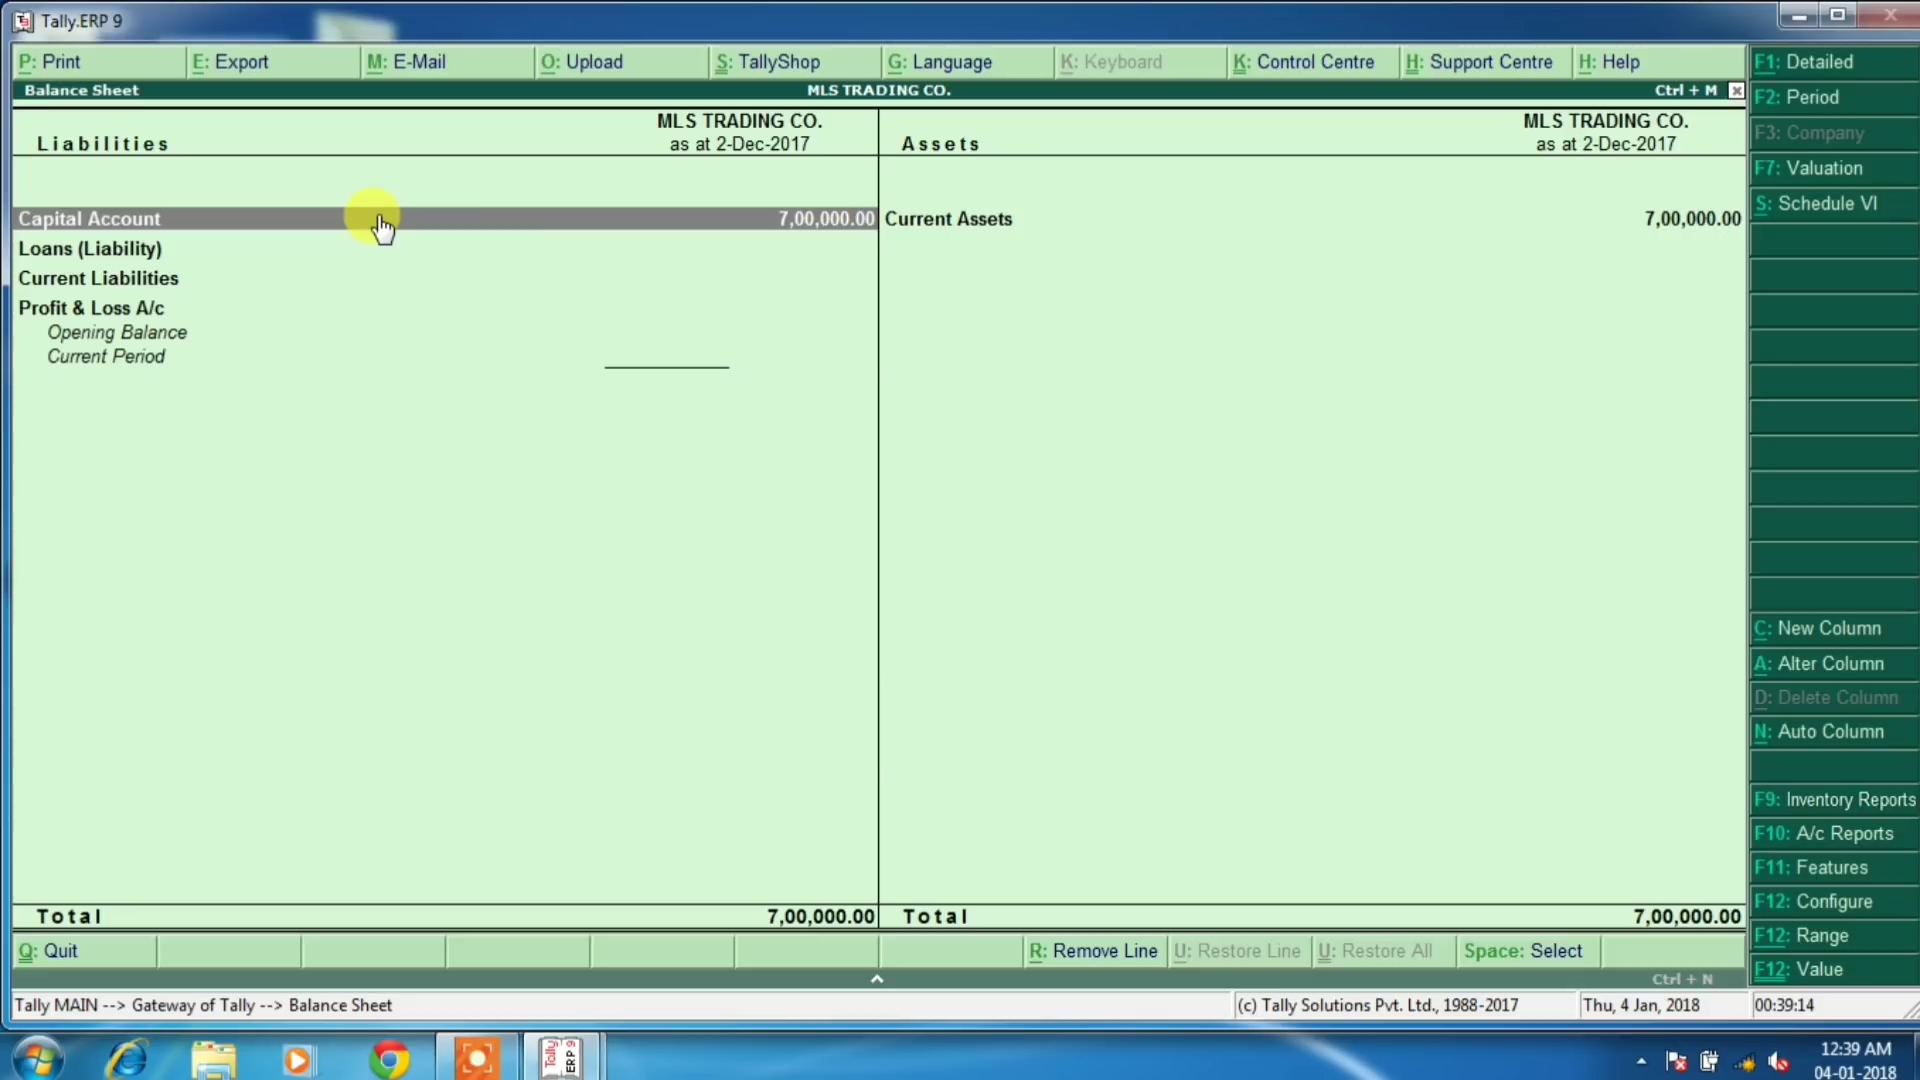 Tally.ERP 9
P: Print E: Export M: E-Mail O: Upload S: TallyShop G: Language K: Keyboard K: Control Centre H: Support Centre H: Help
Balance Sheet MLS TRADING CO. Ctrl + M
Liabilities MLS TRADING CO. as at 2-Dec-2017 Assets MLS TRADING CO. as at 2-Dec-2017
Capital Account 7,00,000.00 Current Assets 7,00,000.00
Loans (Liability)
Current Liabilities
Profit & Loss A/c
Opening Balance
Current Period
Total 7,00,000.00 Total 7,00,000.00
F1: Detailed
F2: Period
F3: Company
F7: Valuation
S: Schedule VI
C: New Column
A: Alter Column
D: Delete Column
N: Auto Column
F9: Inventory Reports
F10: A/c Reports
F11: Features
F12: Configure
F12: Range
F12: Value
Q: Quit R: Remove Line U: Restore Line U: Restore All Space: Select
Ctrl + N
Tally MAIN --> Gateway of Tally --> Balance Sheet (c) Tally Solutions Pvt. Ltd., 1988-2017 Thu, 4 Jan, 2018 00:39:14
Tally ERP 9
12:39 AM
04-01-2018